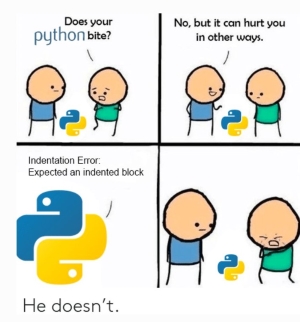 Does your
python bite?
No, but it can hurt you
in other ways.
Indentation Error:
Expected an indented block
He doesn't.